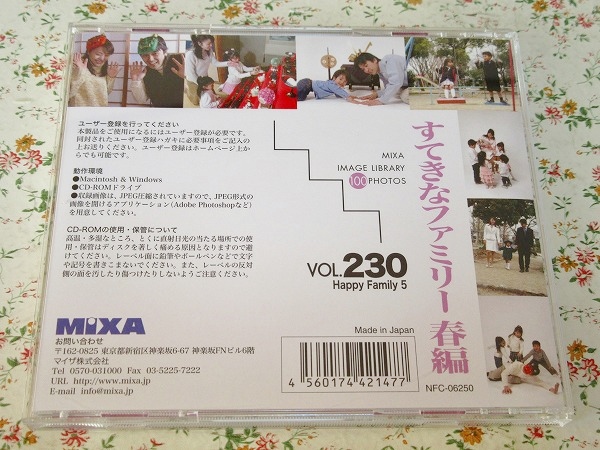 ユーザー登録を行ってください
本製品をご使用になるにはユーザー登録が必要です。
同封されたユーザー登録ハガキに必要事項をご記入の
上お送りください。ユーザー登録はホームページ上か
らでも可能です。
動作環境
●Macintosh & Windows
●CD-ROMドライブ
●収録画像は、JPEG圧縮されていますので、JPEG形式の
画像を開けるアプリケーション(Adobe Photoshopなど)
を用意してください。
CD-ROMの使用・保管について
高温・多湿なところ、とくに直射日光の当たる場所での使
用・保管はディスクを著しく痛める原因となりますので避
けてください。レーベル面に鉛筆やボールペンなどで文字
や記号を書きこまないでください。また、レーベルの反対
側の面を汚したり傷つけたりしないようご注意ください。
MIXA
IMAGE LIBRARY
100 PHOTOS
VOL.230
Happy Family 5
すてきなファミリー 春編
MIXA
お問い合わせ
〒162-0825 東京都新宿区神楽坂6-67 神楽坂FNビル6階
マイザ株式会社
Tel 0570-031000 Fax 03-5225-7222
URL http://www.mixa.jp
E-mail info@mixa.jp
Made in Japan
4 560174 421477
NFC-06250